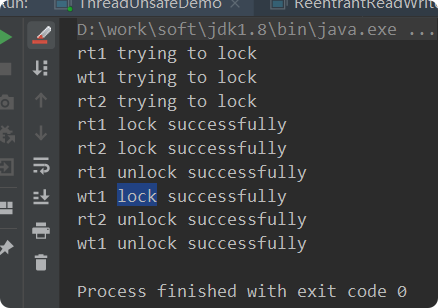 Run: ThreadUnsafeDemo ReentrantReadWrit
D:\work\soft\jdk1.8\bin\java.exe ...
rt1 trying to lock
wt1 trying to lock
rt2 trying to lock
rt1 lock successfully
rt2 lock successfully
rt1 unlock successfully
wt1 lock successfully
rt2 unlock successfully
wt1 unlock successfully
Process finished with exit code 0